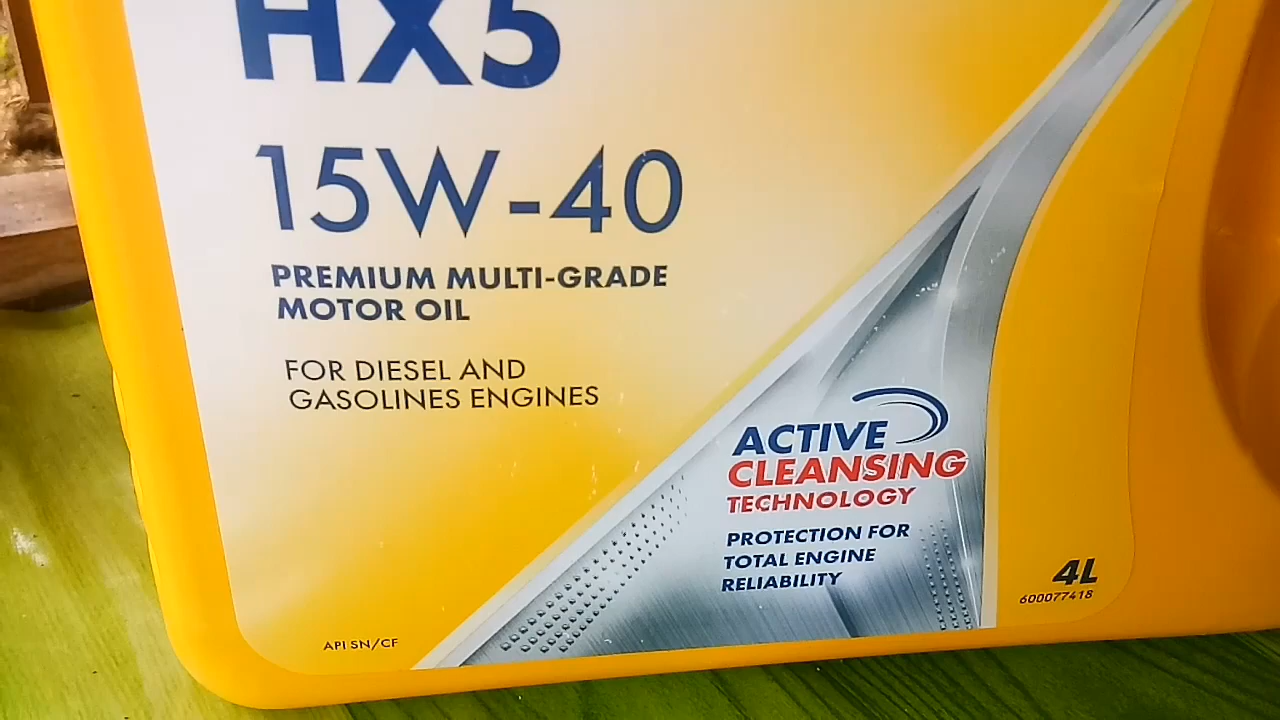 HX5
15W-40
PREMIUM MULTI-GRADE
MOTOR OIL
FOR DIESEL AND
GASOLINES ENGINES
ACTIVE
CLEANSING
TECHNOLOGY
PROTECTION FOR
TOTAL ENGINE
RELIABILITY
4L
600077418
API SN/CF